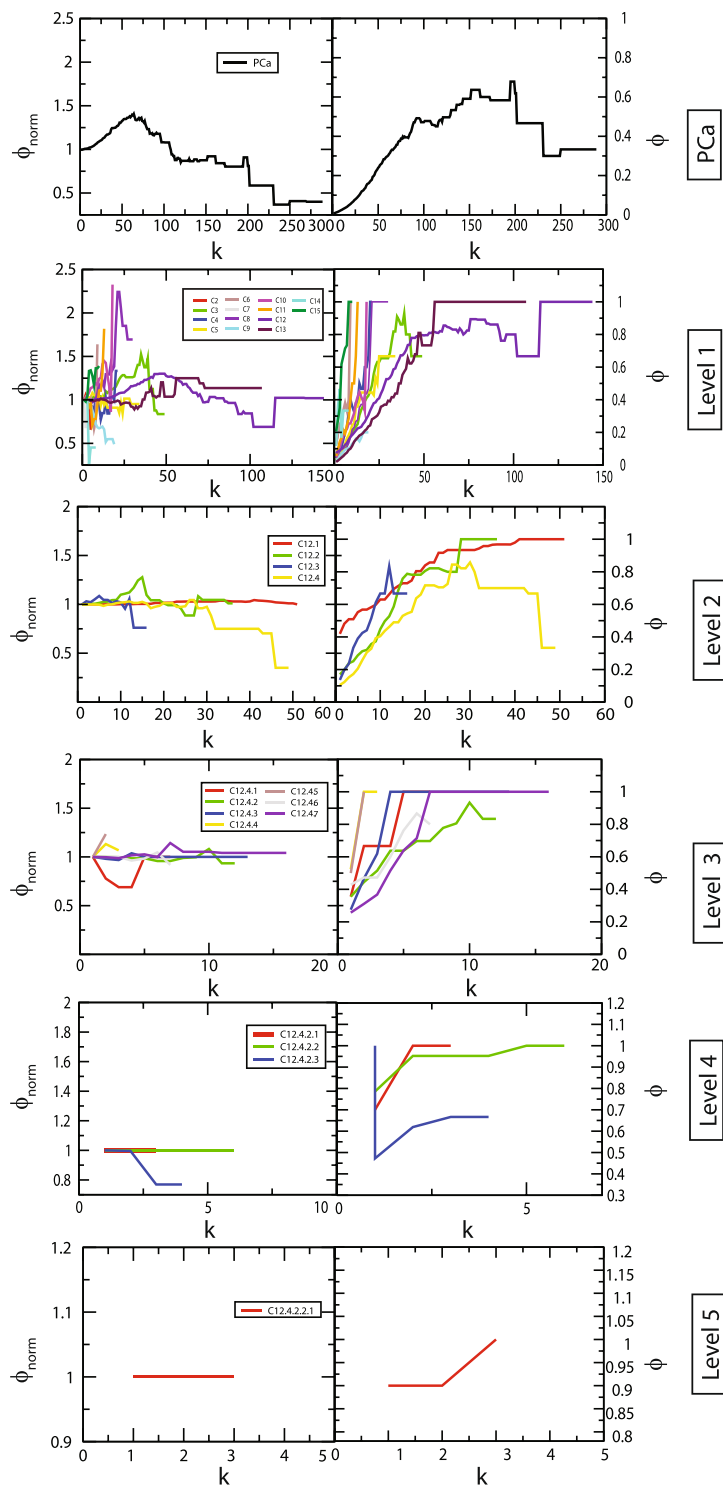 2.5
2
1.5
1
0.5
ϕnorm
PCa
0 50 100 150 200 250 300
k
1
0.8
0.6
0.4
0.2
0
ϕ
0 25 50 75 100 125 150 175 200 225 250 275 300
k
PCa
2.5
2
1.5
1
0.5
ϕnorm
C2 C6 C10 C14
C3 C7 C11 C15
C4 C8 C12
C5 C9 C13
0 50 100 150
k
1
0.8
0.6
0.4
0.2
0
ϕ
0 50 100 150
k
Level 1
2
1.5
1
0.5
ϕnorm
C12.1
C12.2
C12.3
C12.4
0 10 20 30 40 50 60
k
1
0.8
0.6
0.4
0.2
0
ϕ
0 10 20 30 40 50 60
k
Level 2
2
1.5
1
0.5
ϕnorm
C12.4.1 C12.45
C12.4.2 C12.46
C12.4.3 C12.47
C12.4.4
0 10 20
k
1
0.8
0.6
0.4
0.2
0
ϕ
0 10 20
k
Level 3
2
1.8
1.6
1.4
1.2
1
0.8
ϕnorm
C12.4.2.1
C12.4.2.2
C12.4.2.3
0 5 10
k
1.2
1.1
1
0.9
0.8
0.7
0.6
0.5
0.4
0.3
ϕ
0 5
k
Level 4
1.2
1.1
1
0.9
ϕnorm
C12.4.2.2.1
0 1 2 3 4 5
k
1.2
1.15
1.1
1.05
1
0.95
0.9
0.85
0.8
ϕ
1 2 3 4 5
k
Level 5